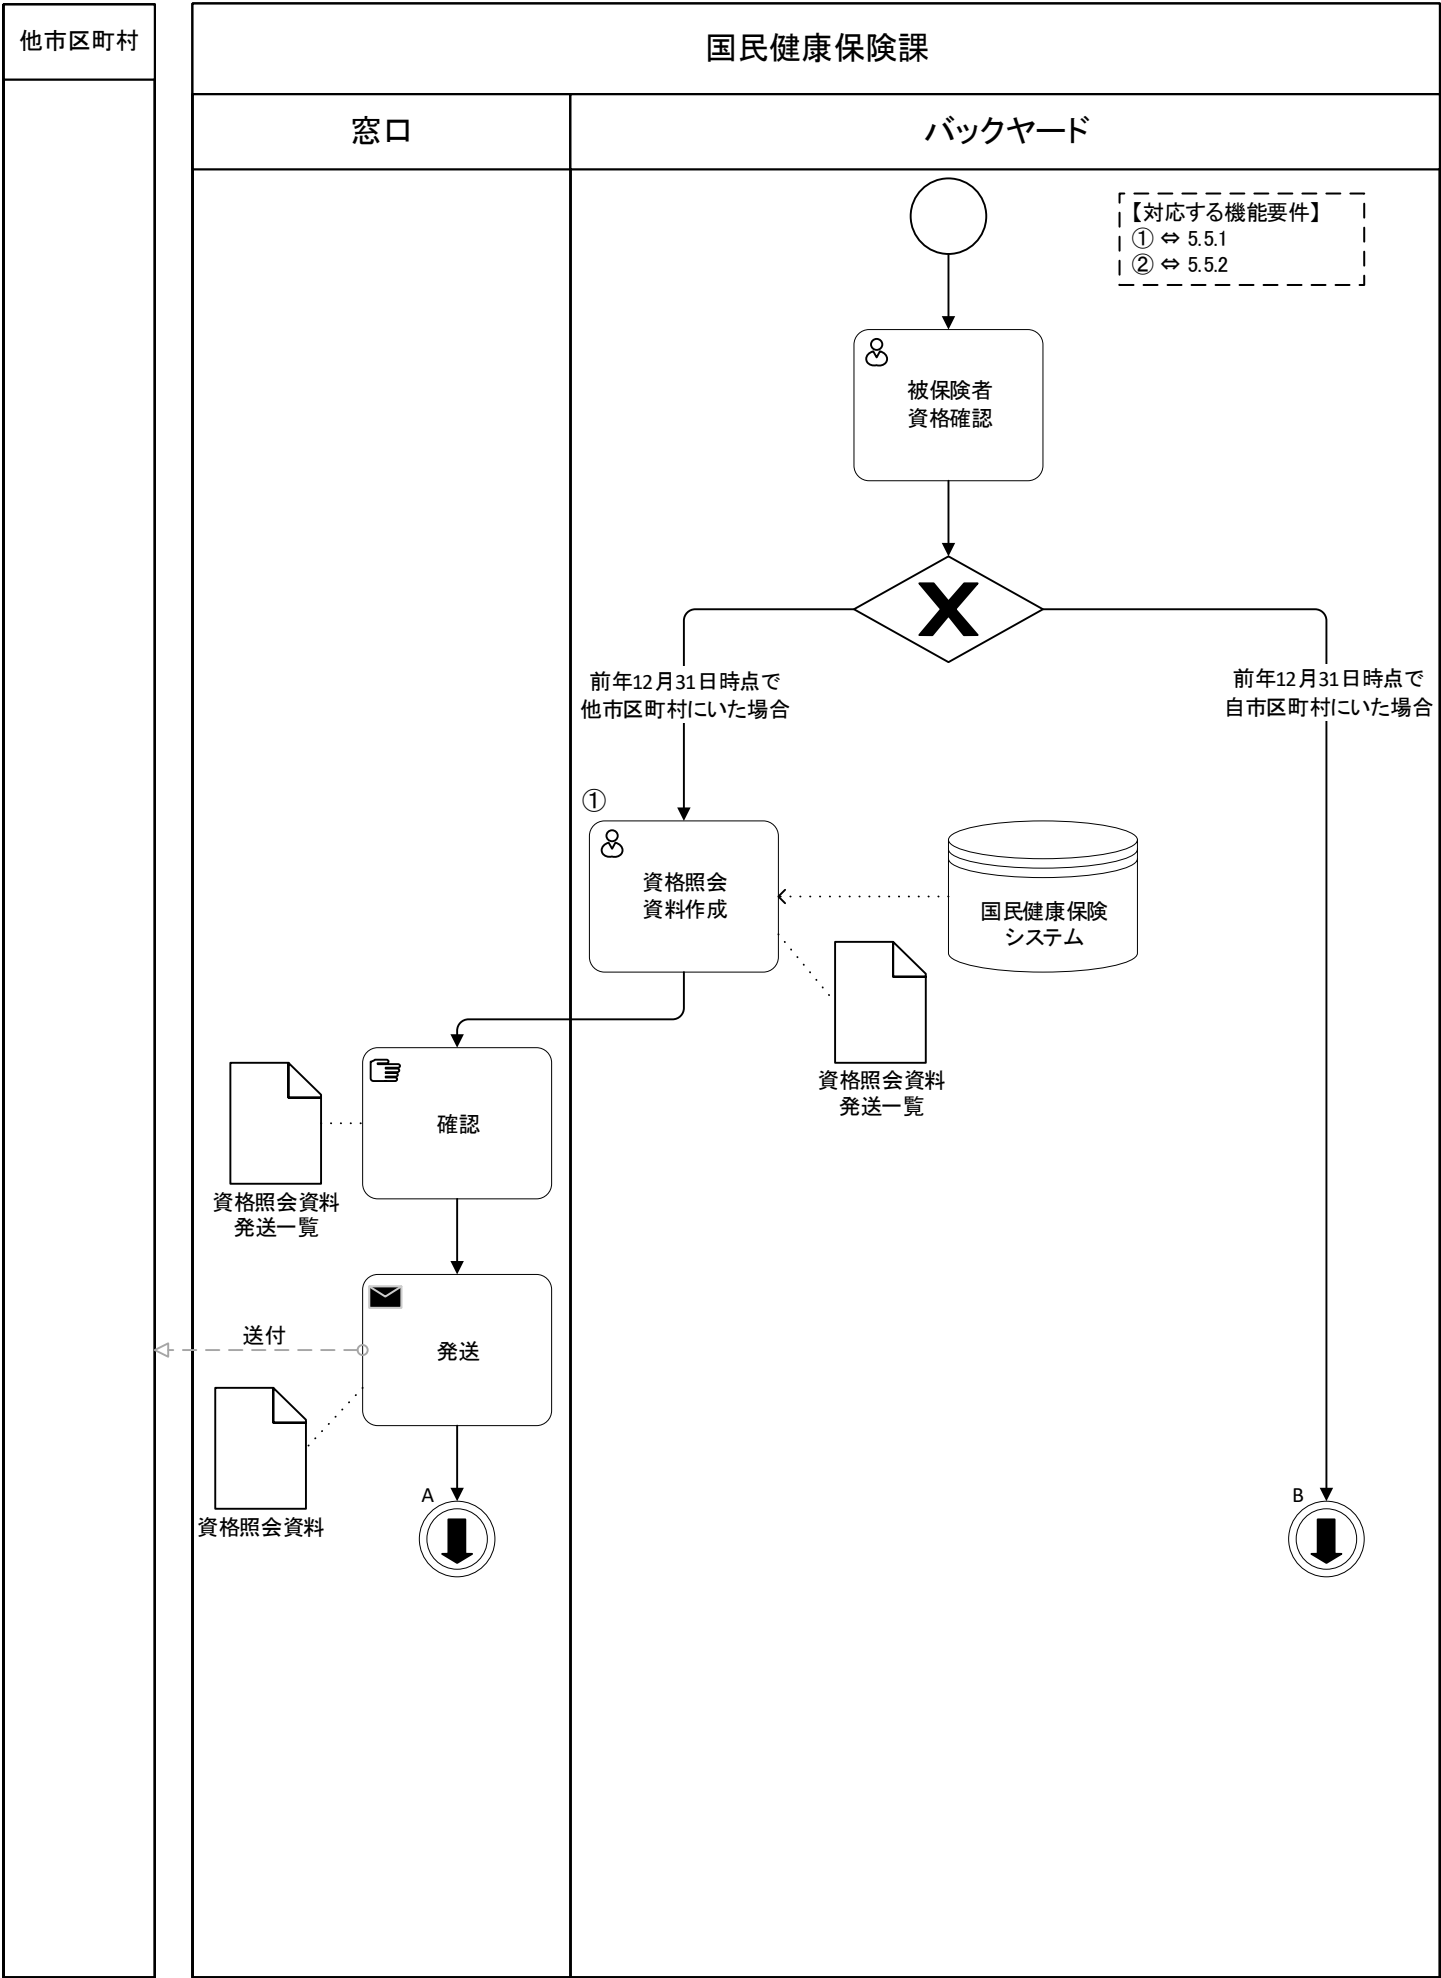 他市区町村
国民健康保険課
窓口
バックヤード
【対応する機能要件】
① ⇔ 5.5.1
② ⇔ 5.5.2
被保険者
資格確認
前年12月31日時点で
他市区町村にいた場合
前年12月31日時点で
自市区町村にいた場合
①
資格照会
資料作成
国民健康保険
システム
資格照会資料
発送一覧
確認
資格照会資料
発送一覧
送付
発送
資格照会資料
A
B